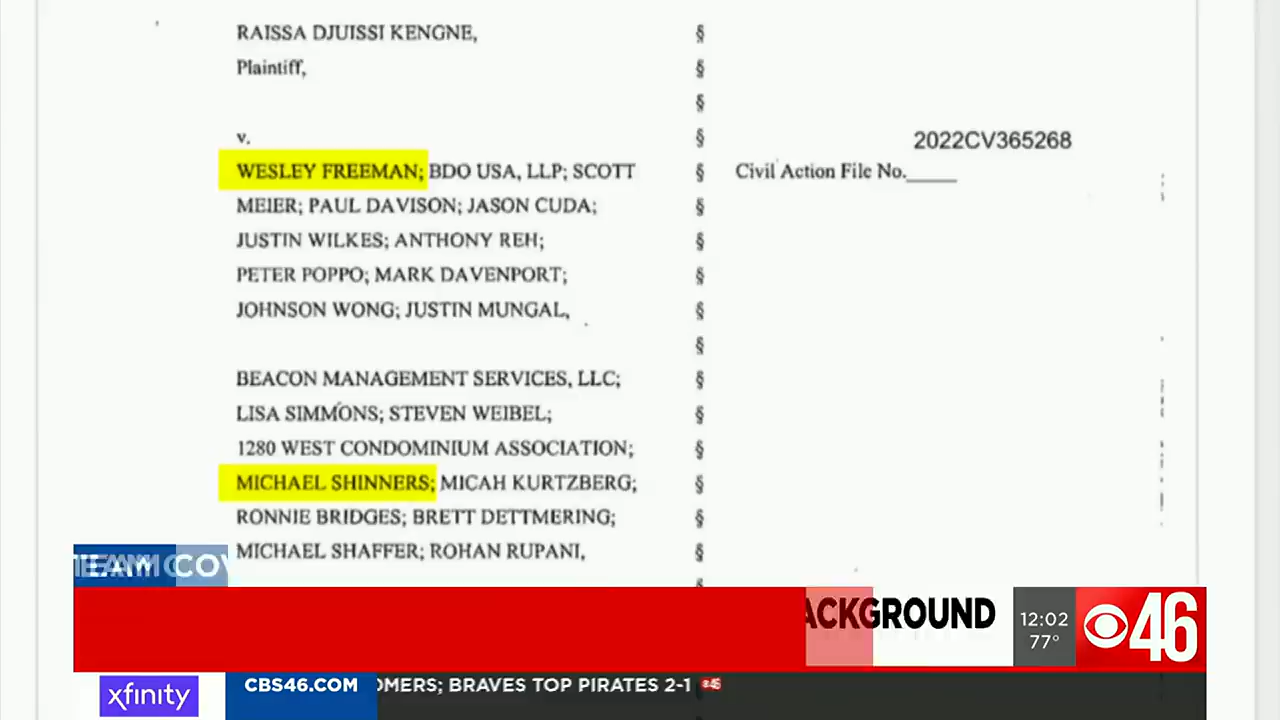 RAISSA DJUISSI KENGNE, §
Plaintiff, §
§
v. §
2022CV365268
WESLEY FREEMAN; BDO USA, LLP; SCOTT § Civil Action File No._____
MEIER; PAUL DAVISON; JASON CUDA; §
JUSTIN WILKES; ANTHONY REH; §
PETER POPPO; MARK DAVENPORT; §
JOHNSON WONG; JUSTIN MUNGAL, §
§
BEACON MANAGEMENT SERVICES, LLC; §
LISA SIMMONS; STEVEN WEIBEL; §
1280 WEST CONDOMINIUM ASSOCIATION; §
MICHAEL SHINNERS; MICAH KURTZBERG; §
RONNIE BRIDGES; BRETT DETTMERING; §
MICHAEL SHAFFER; ROHAN RUPANI, §
§
TEAM COV
ACKGROUND
12:02
77°
46
xfinity
CBS46.COM
OMERS; BRAVES TOP PIRATES 2-1